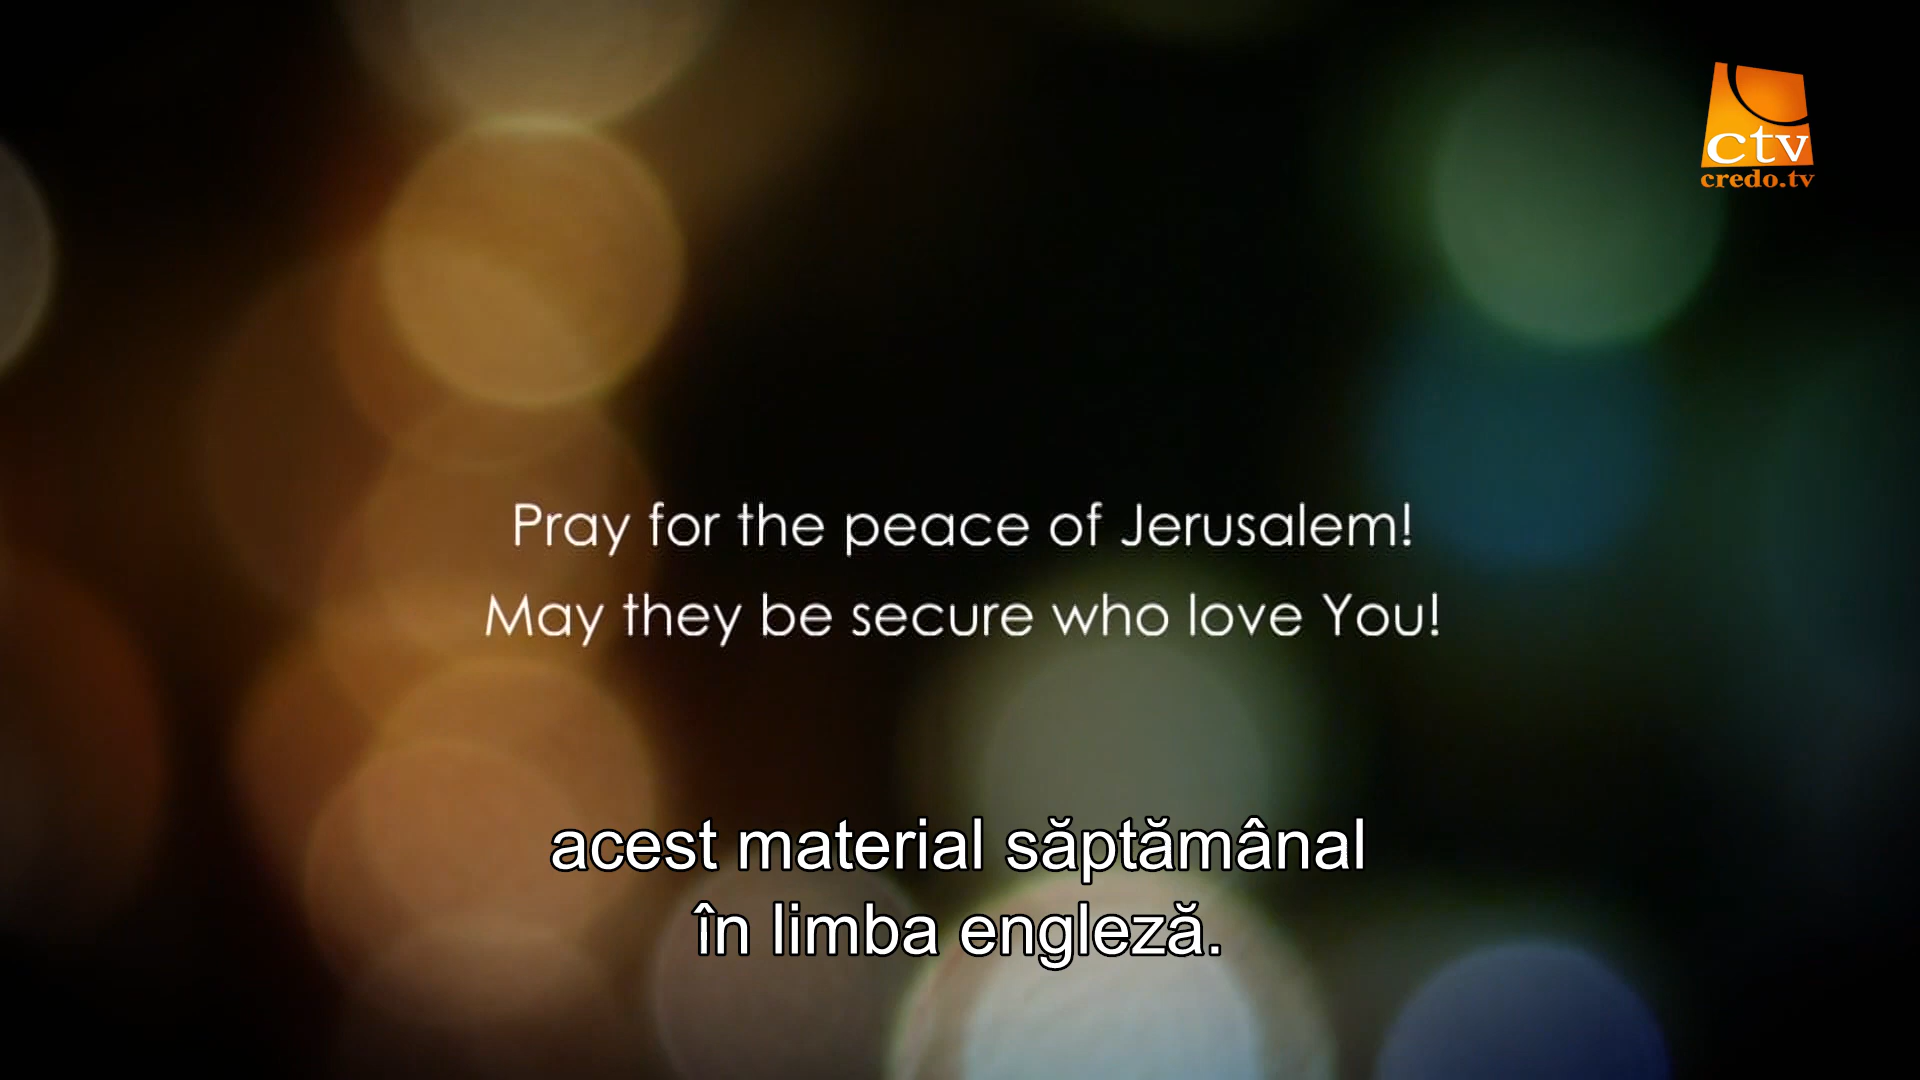 ctv
credo.tv
Pray for the peace of Jerusalem!
May they be secure who love You!
acest material săptămânal
în limba engleză.